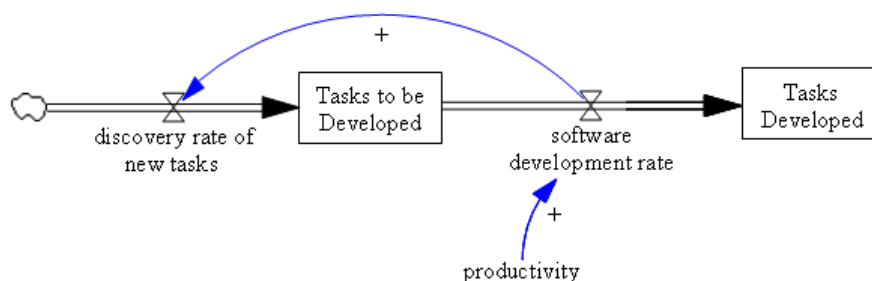 +
Tasks to be
Developed
Tasks
Developed
discovery rate of
new tasks
software
development rate
+
productivity